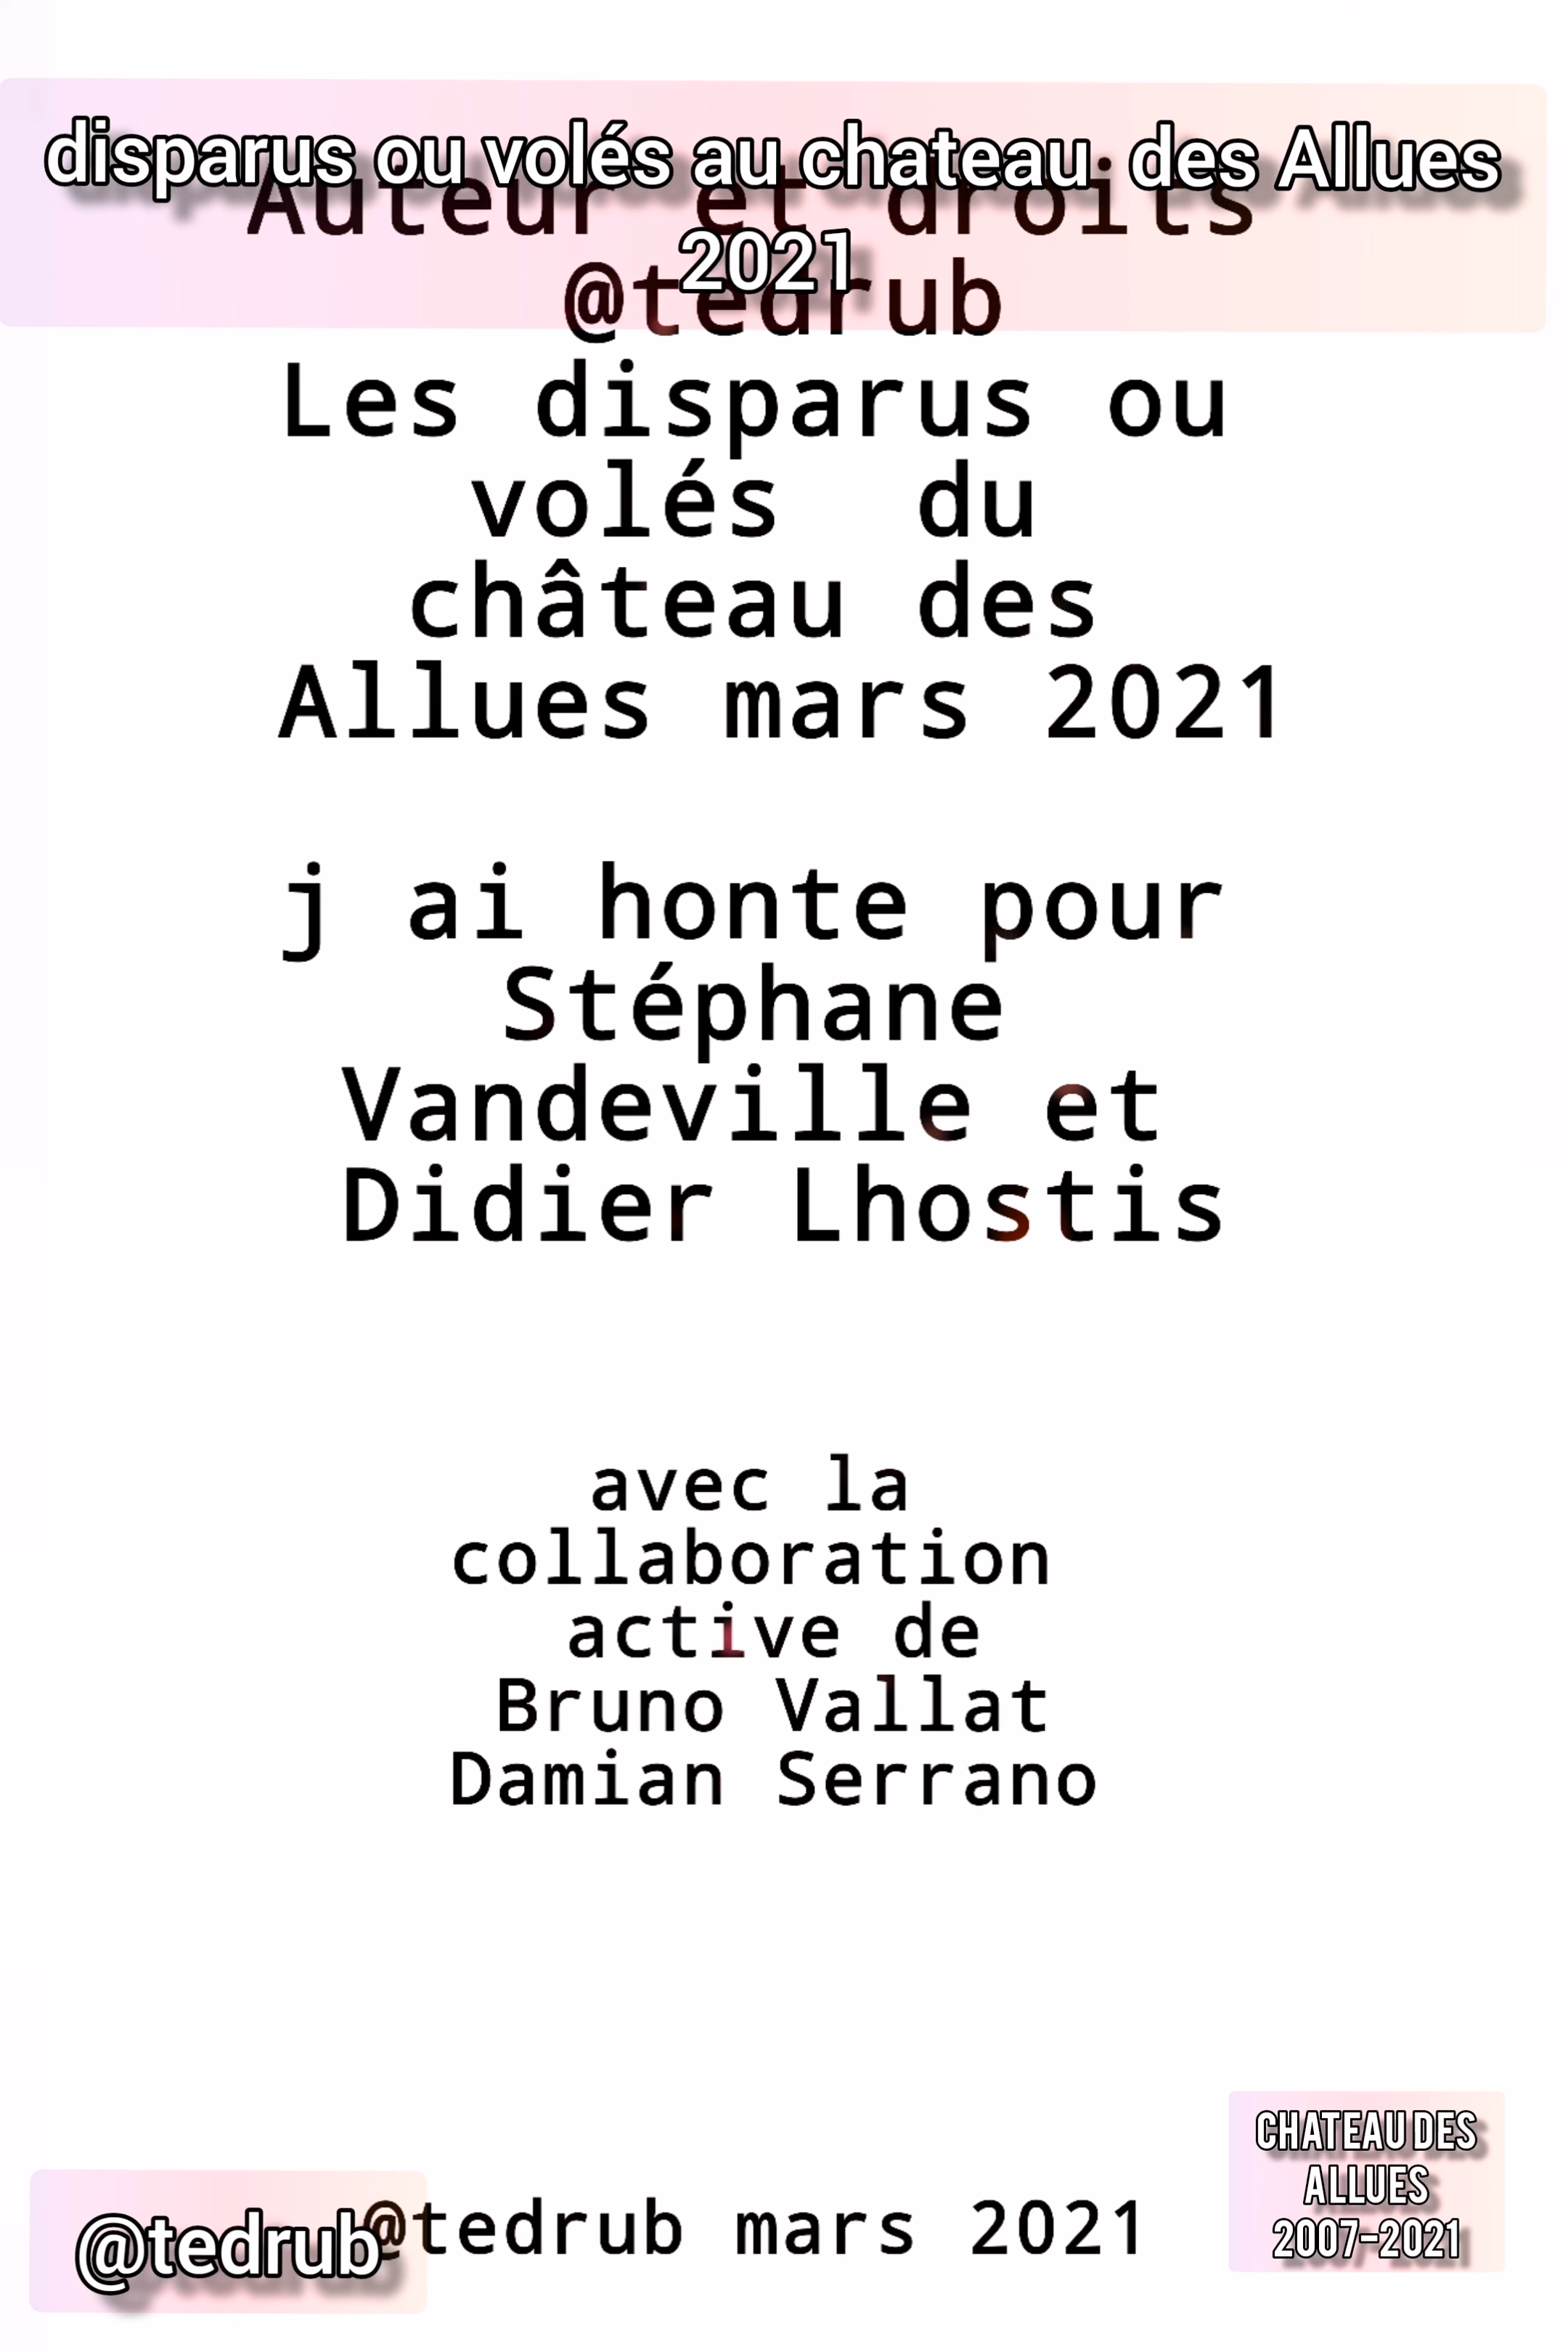 disparus ou volés au chateau des Allues
2021
Auteur et droits
@tedrub
Les disparus ou
volés du
château des
Allues mars 2021
j ai honte pour
Stéphane
Vandeville et
Didier Lhostis
avec la
collaboration
active de
Bruno Vallat
Damian Serrano
@tedrub
@tedrub mars 2021
CHATEAU DES
ALLUES
2007-2021